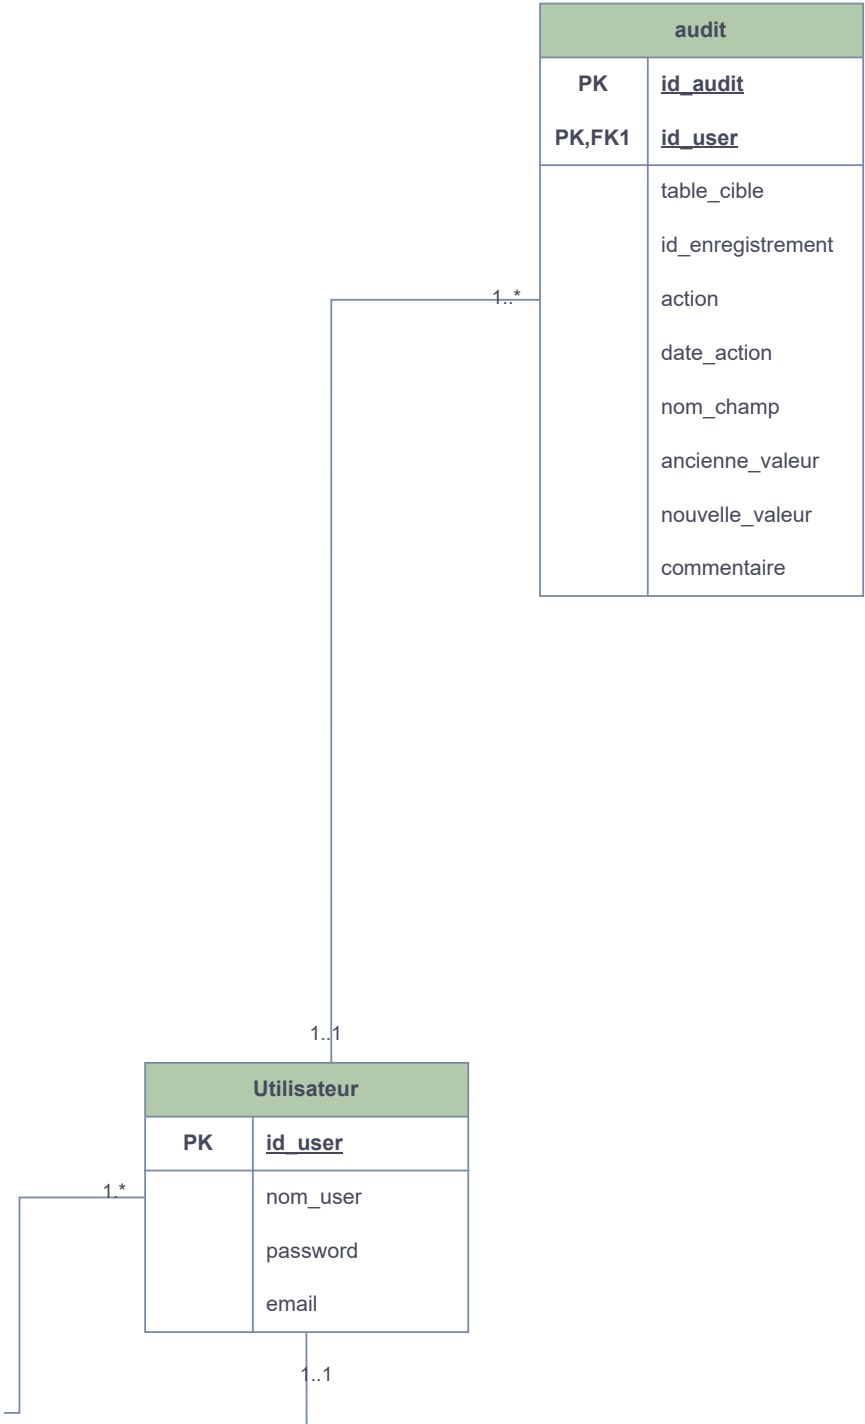 audit
PK id_audit
PK,FK1 id_user
table_cible
id_enregistrement
1..* action
date_action
nom_champ
ancienne_valeur
nouvelle_valeur
commentaire
1..1
Utilisateur
PK id_user
1.* nom_user
password
email
1..1